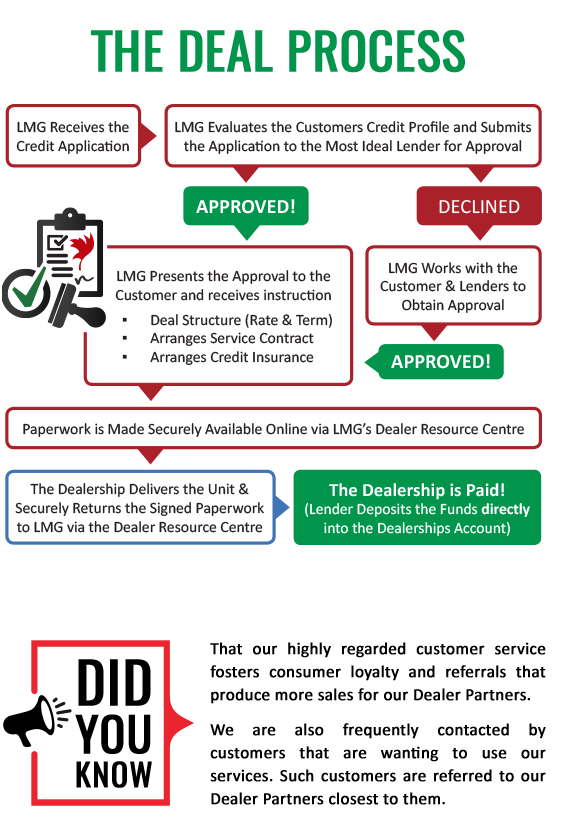 THE DEAL PROCESS
LMG Receives the
Credit Application
LMG Evaluates the Customers Credit Profile and Submits
the Application to the Most Ideal Lender for Approval
APPROVED!
DECLINED
LMG Presents the Approval to the
Customer and receives instruction
▪ Deal Structure (Rate & Term)
▪ Arranges Service Contract
▪ Arranges Credit Insurance
LMG Works with the
Customer & Lenders to
Obtain Approval
APPROVED!
Paperwork is Made Securely Available Online via LMG's Dealer Resource Centre
The Dealership Delivers the Unit &
Securely Returns the Signed Paperwork
to LMG via the Dealer Resource Centre
The Dealership is Paid!
(Lender Deposits the Funds directly
into the Dealerships Account)
DID
YOU
KNOW
That our highly regarded customer service
fosters consumer loyalty and referrals that
produce more sales for our Dealer Partners.
We are also frequently contacted by
customers that are wanting to use our
services. Such customers are referred to our
Dealer Partners closest to them.